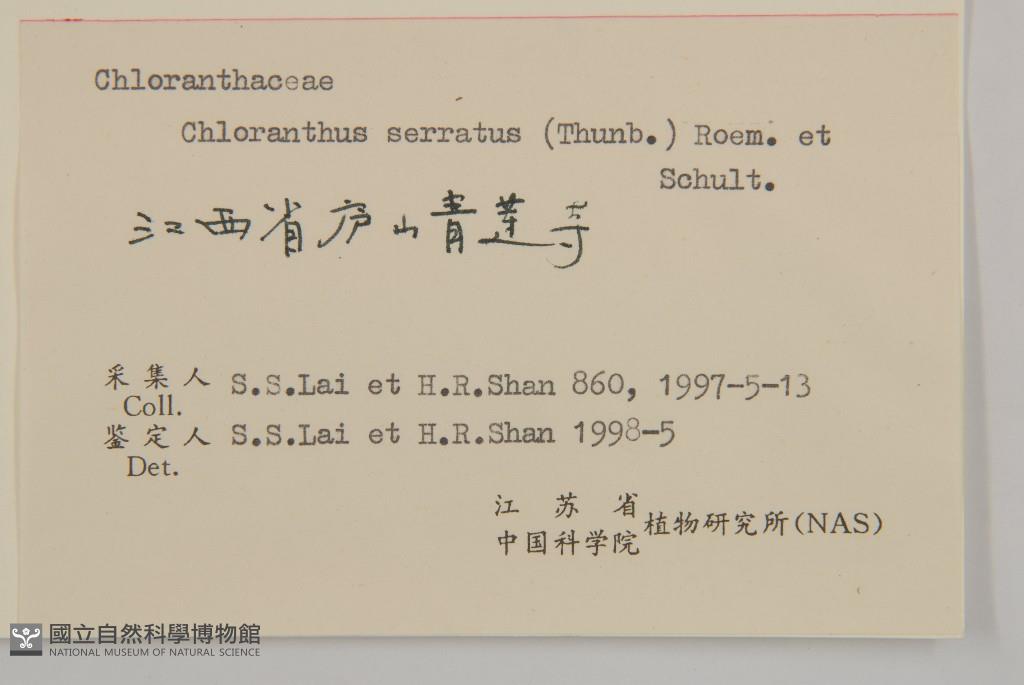 Chloranthaceae
Chloranthus serratus (Thunb.) Roem. et
Schult.
江西省庐山青莲寺
采集人 S.S.Lai et H.R.Shan 860, 1997-5-13
Coll.
鉴定人 S.S.Lai et H.R.Shan 1998-5
Det.
江苏省
中国科学院 植物研究所(NAS)
國立自然科學博物館
NATIONAL MUSEUM OF NATURAL SCIENCE